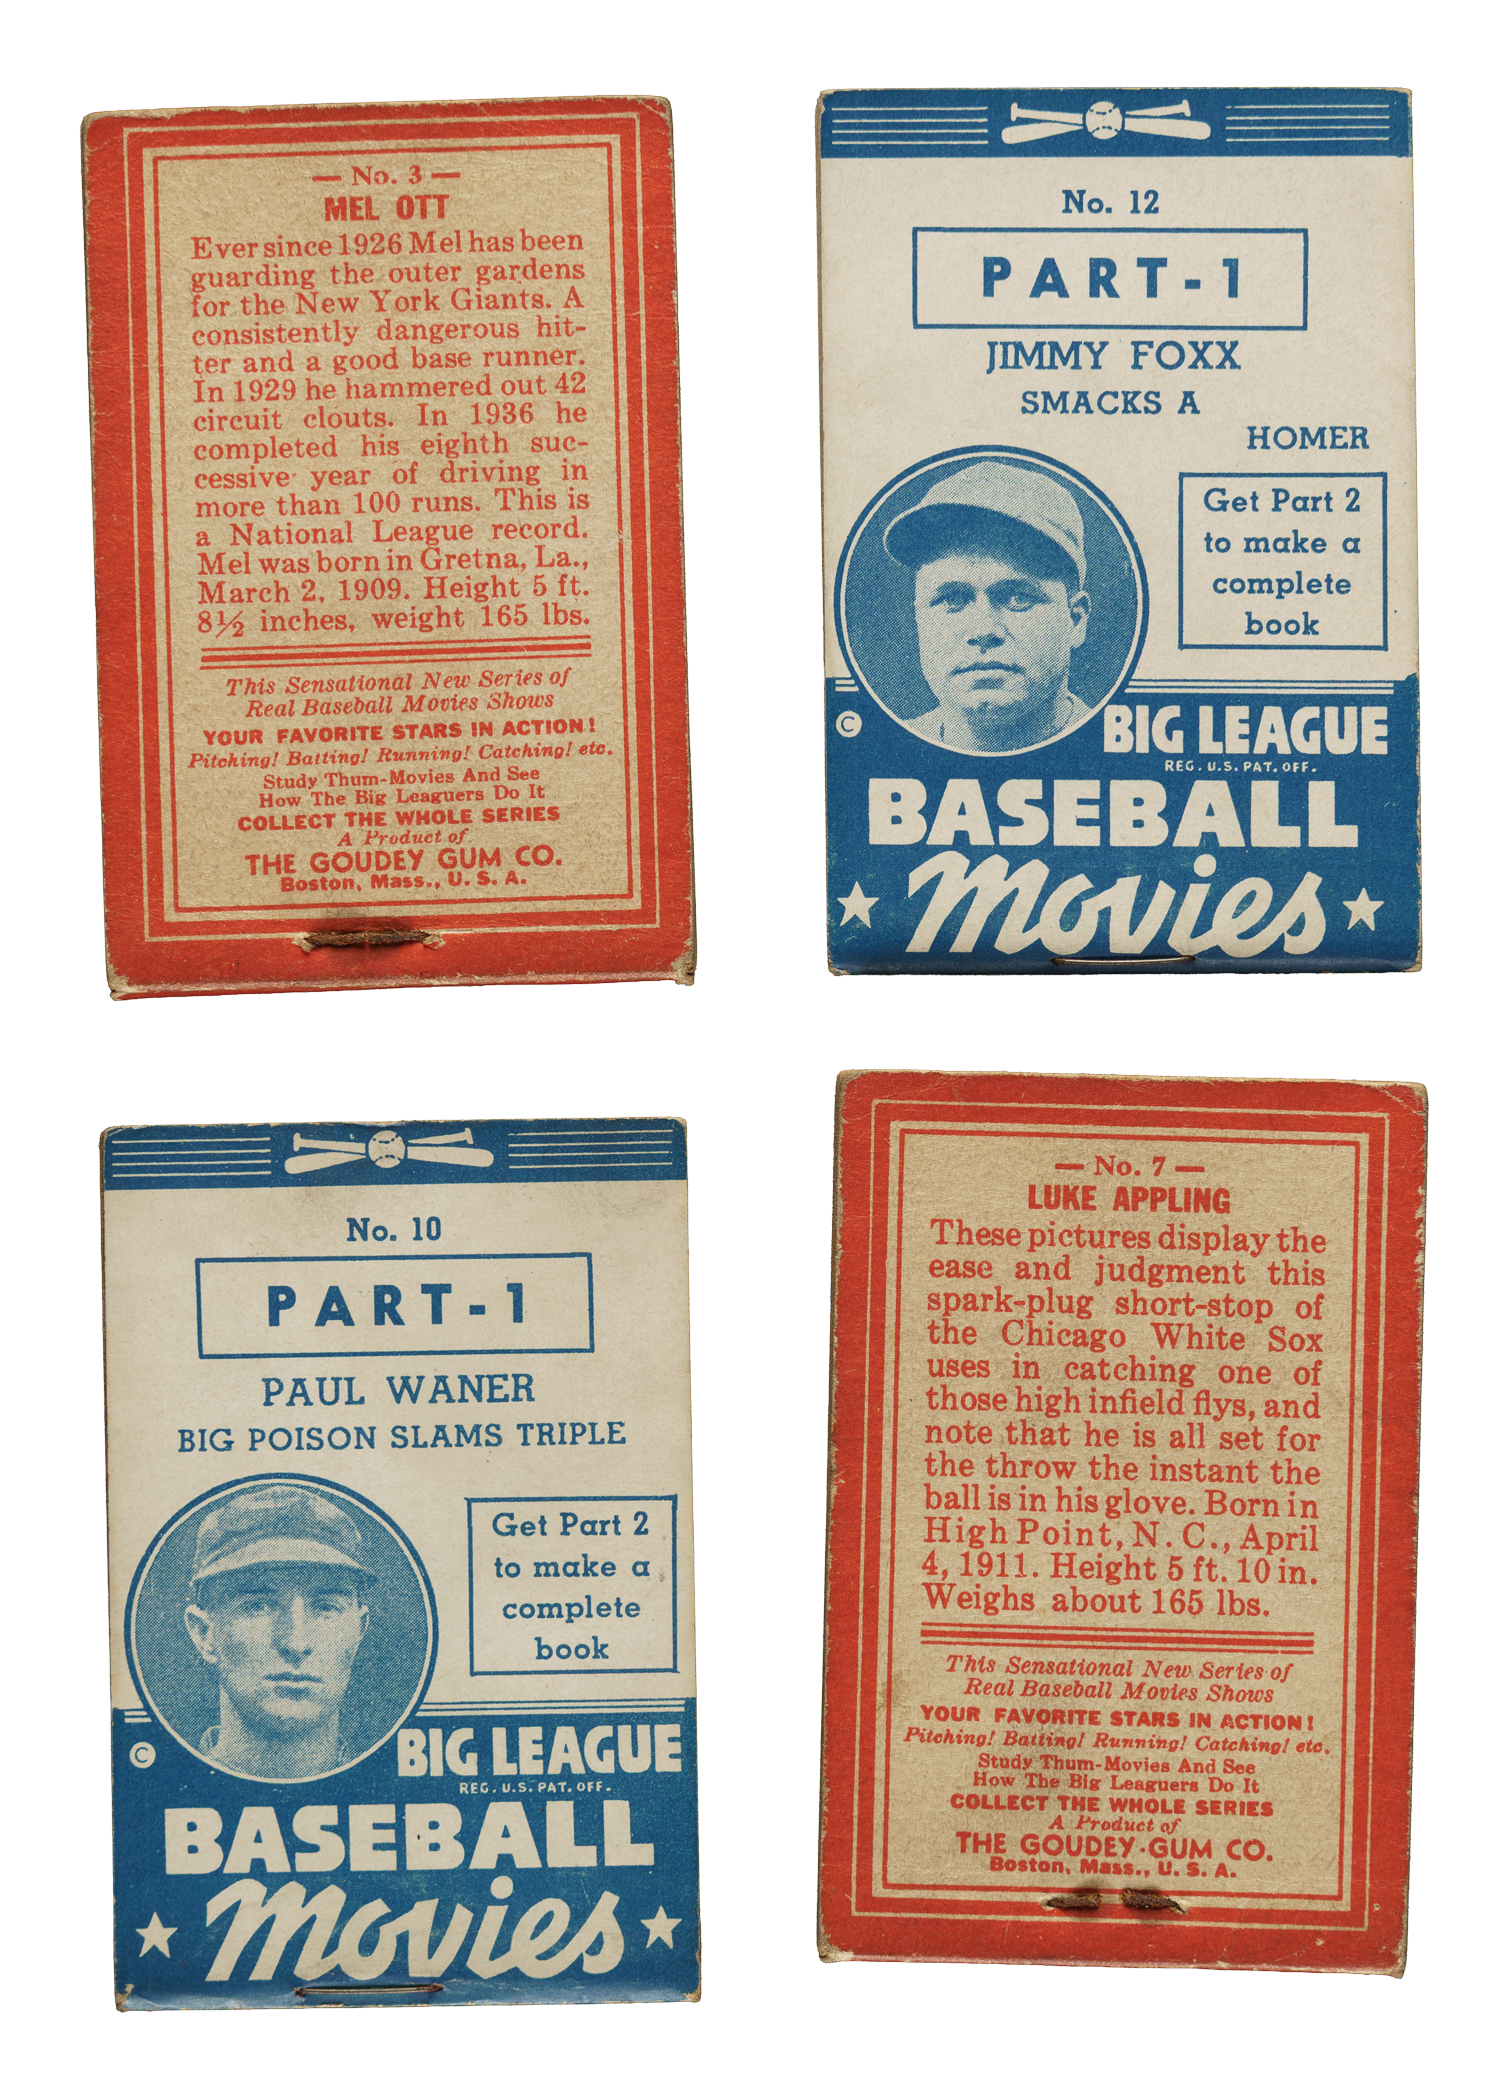 — No. 3 —
MEL OTT
Ever since 1926 Mel has been
guarding the outer gardens
for the New York Giants. A
consistently dangerous hit-
ter and a good base runner.
In 1929 he hammered out 42
circuit clouts. In 1936 he
completed his eighth suc-
cessive year of driving in
more than 100 runs. This is
a National League record.
Mel was born in Gretna, La.,
March 2, 1909. Height 5 ft.
8½ inches, weight 165 lbs.
This Sensational New Series of
Real Baseball Movies Shows
YOUR FAVORITE STARS IN ACTION!
Pitching! Batting! Running! Catching! etc.
Study Thum-Movies And See
How The Big Leaguers Do It
COLLECT THE WHOLE SERIES
A Product of
THE GOUDEY GUM CO.
Boston, Mass., U. S. A.
No. 12
PART-1
JIMMY FOXX
SMACKS A
HOMER
Get Part 2
to make a
complete
book
©
BIG LEAGUE
REG. U.S. PAT. OFF.
BASEBALL
Movies
No. 10
PART-1
PAUL WANER
BIG POISON SLAMS TRIPLE
Get Part 2
to make a
complete
book
©
BIG LEAGUE
REG. U.S. PAT. OFF.
BASEBALL
Movies
— No. 7 —
LUKE APPLING
These pictures display the
ease and judgment this
spark-plug short-stop of
the Chicago White Sox
uses in catching one of
those high infield flys, and
note that he is all set for
the throw the instant the
ball is in his glove. Born in
High Point, N. C., April
4, 1911. Height 5 ft. 10 in.
Weighs about 165 lbs.
This Sensational New Series of
Real Baseball Movies Shows
YOUR FAVORITE STARS IN ACTION!
Pitching! Batting! Running! Catching! etc.
Study Thum-Movies And See
How The Big Leaguers Do It
COLLECT THE WHOLE SERIES
A Product of
THE GOUDEY GUM CO.
Boston, Mass., U. S. A.